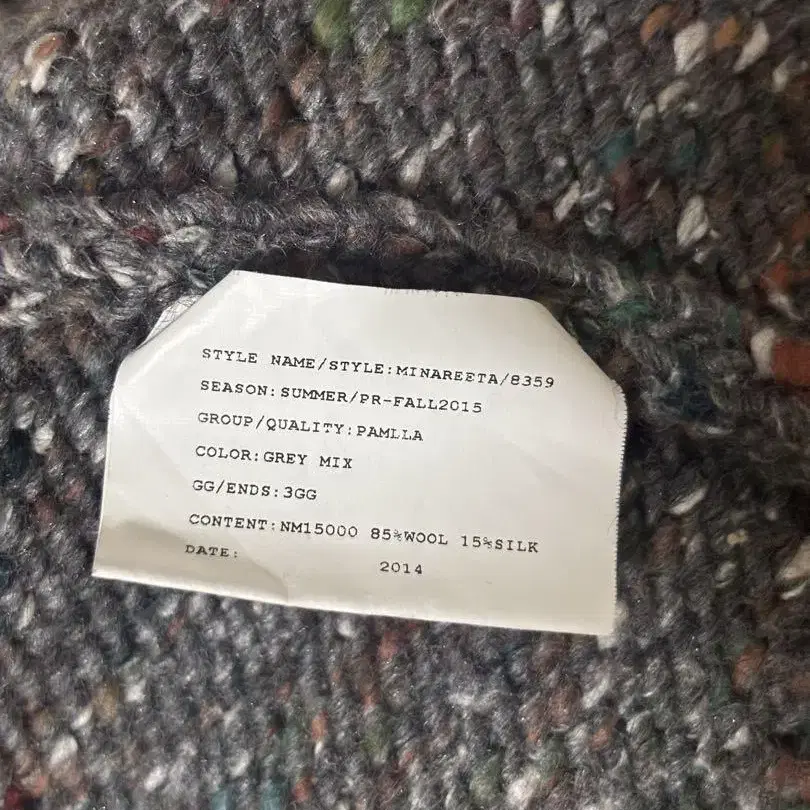 STYLE NAME/STYLE:MINAREETA/8359
SEASON:SUMMER/PR-FALL2015
GROUP/QUALITY:PAMLLA
COLOR:GREY MIX
GG/ENDS:3GG
CONTENT:NM15000 85%WOOL 15%SILK
DATE: 2014